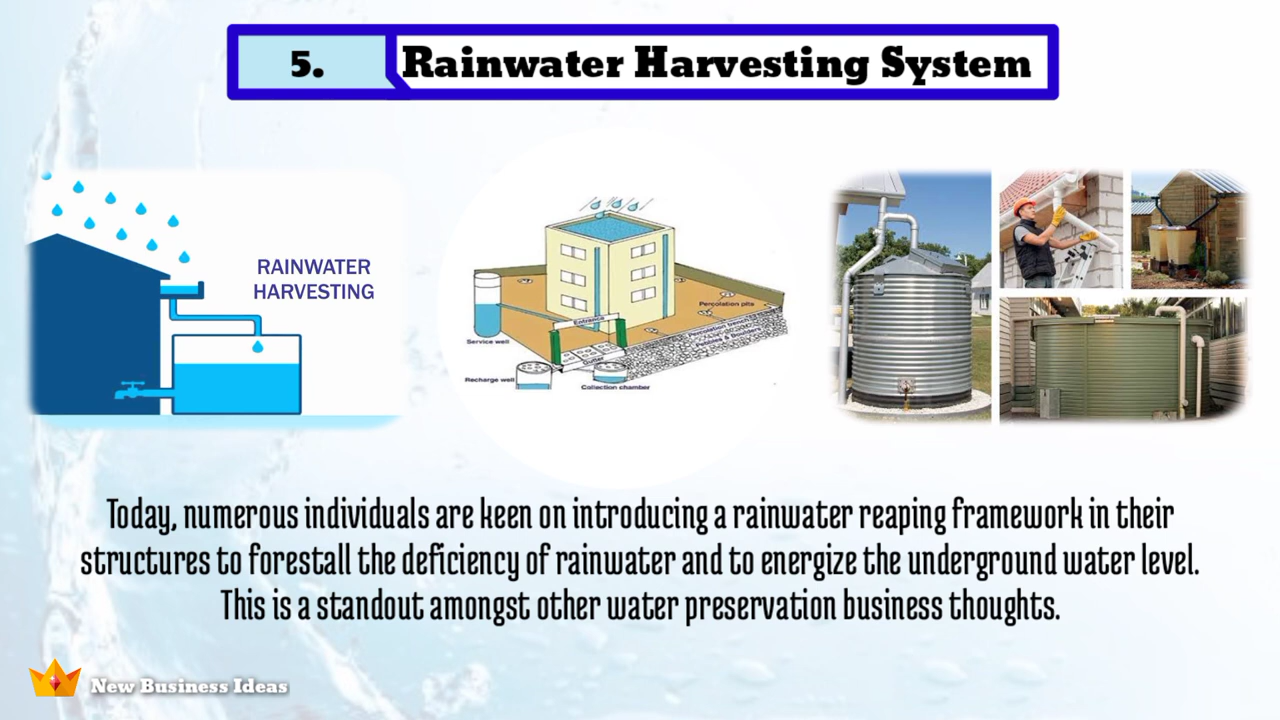 5.
Rainwater Harvesting System
RAINWATER
HARVESTING
Percolation pits
Entrance
Percolation trench
Service well
Recharge well
Collection chamber
Today, numerous individuals are keen on introducing a rainwater reaping framework in their
structures to forestall the deficiency of rainwater and to energize the underground water level.
This is a standout amongst other water preservation business thoughts.
New Business Ideas